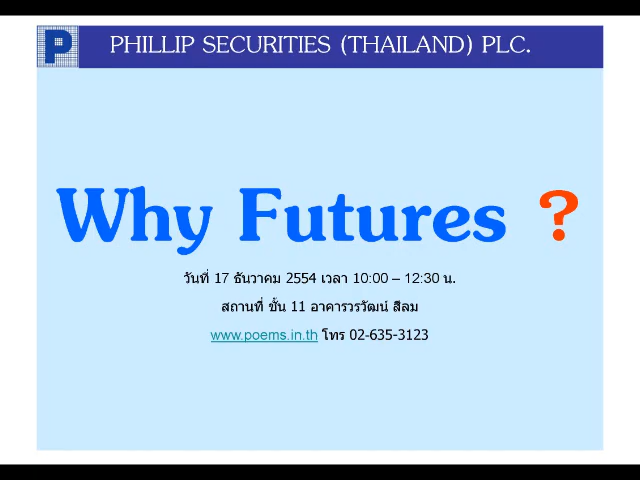 P PHILLIP SECURITIES (THAILAND) PLC.
Why Futures ?
วันที่ 17 ธันวาคม 2554 เวลา 10:00 – 12:30 น.
สถานที่ ชั้น 11 อาคารวรวัฒน์ สีลม
www.poems.in.th โทร 02-635-3123